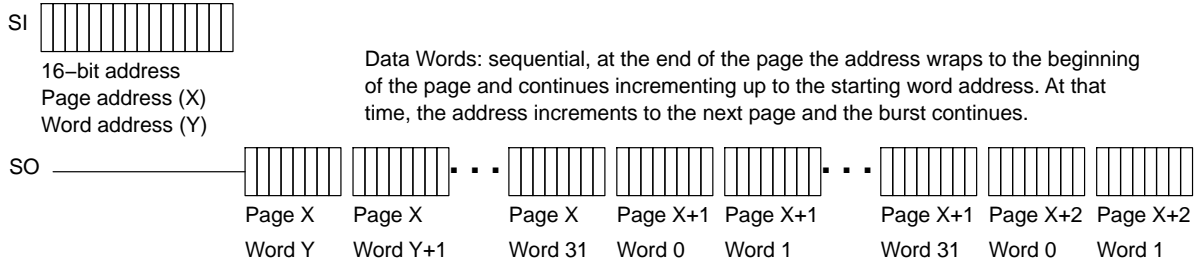 SI
16−bit address
Page address (X)
Word address (Y)
Data Words: sequential, at the end of the page the address wraps to the beginning
of the page and continues incrementing up to the starting word address. At that
time, the address increments to the next page and the burst continues.
SO
Page X Page X Page X Page X+1 Page X+1 Page X+1 Page X+2 Page X+2
Word Y Word Y+1 Word 31 Word 0 Word 1 Word 31 Word 0 Word 1